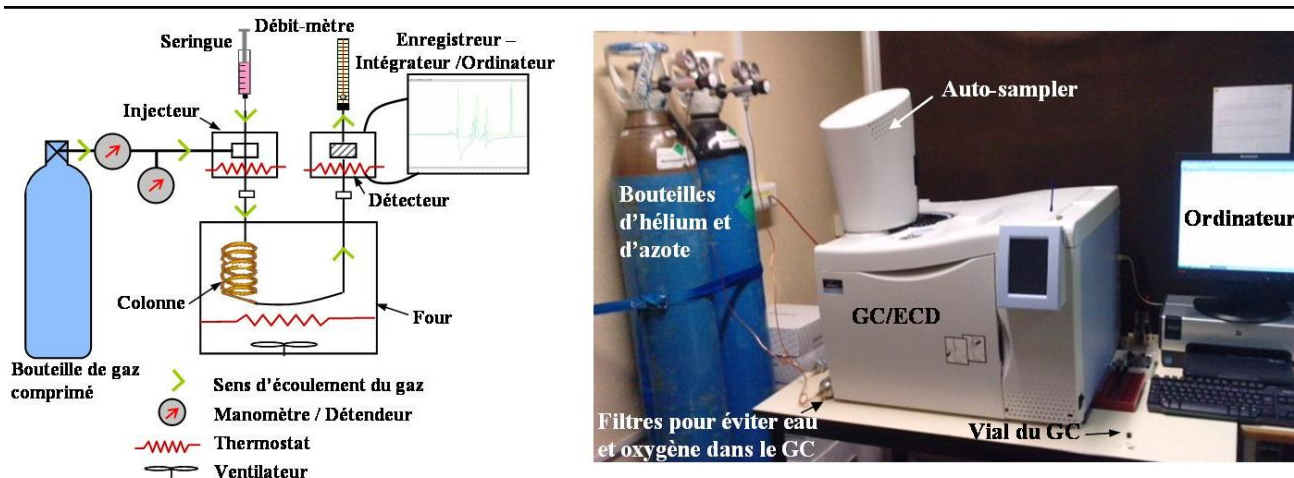 Débit-mètre
Seringue
Enregistreur –
Intégrateur /Ordinateur
Injecteur
Détecteur
Colonne
Four
Bouteille de gaz
comprimé
Sens d'écoulement du gaz
Manomètre / Détendeur
Thermostat
Ventilateur
Auto-sampler
Bouteilles
d'hélium et
d'azote
Ordinateur
GC/ECD
Filtres pour éviter eau
et oxygène dans le GC
Vial du GC